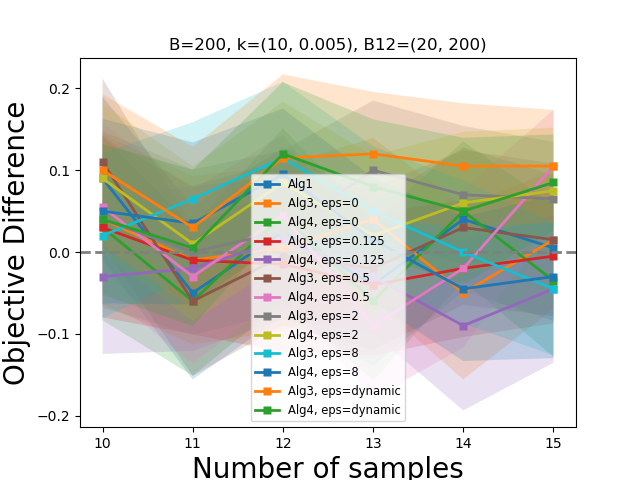 B=200, k=(10, 0.005), B12=(20, 200)
Objective Difference
0.2
0.1
0.0
−0.1
−0.2
Alg1
Alg3, eps=0
Alg4, eps=0
Alg3, eps=0.125
Alg4, eps=0.125
Alg3, eps=0.5
Alg4, eps=0.5
Alg3, eps=2
Alg4, eps=2
Alg3, eps=8
Alg4, eps=8
Alg3, eps=dynamic
Alg4, eps=dynamic
10 11 12 13 14 15
Number of samples